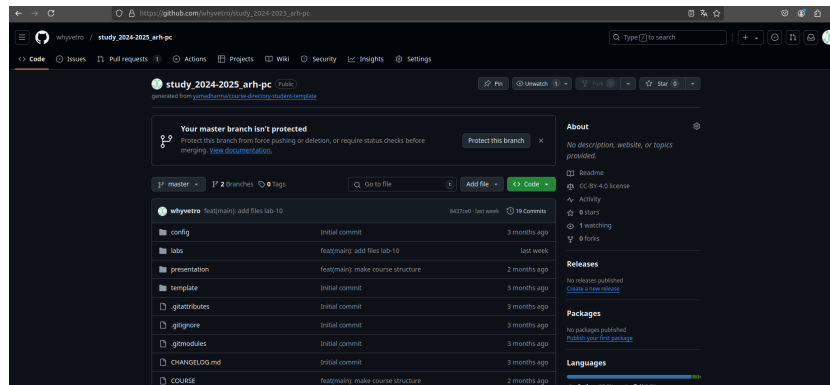 https://github.com/whyvetro/study_2024-2025_arh-pc
whyvetro / study_2024-2025_arh-pc
Type / to search
Code Issues Pull requests 1 Actions Projects Wiki Security Insights Settings
study_2024-2025_arh-pc Public
Pin Unwatch 1 Fork 0 Star 0
generated from yamadharma/course-directory-student-template
Your master branch isn't protected
Protect this branch from force pushing or deletion, or require status checks before
merging. View documentation.
Protect this branch
master 2 Branches 0 Tags
Go to file t Add file Code
whyvetro feat(main): add files lab-10 8437ce0 · last week 19 Commits
config Initial commit 3 months ago
labs feat(main): add files lab-10 last week
presentation feat(main): make course structure 2 months ago
template Initial commit 3 months ago
.gitattributes Initial commit 3 months ago
.gitignore Initial commit 3 months ago
.gitmodules Initial commit 3 months ago
CHANGELOG.md Initial commit 3 months ago
COURSE feat(main): make course structure 2 months ago
About
No description, website, or topics
provided.
Readme
CC-BY-4.0 license
Activity
0 stars
1 watching
0 forks
Releases
No releases published
Create a new release
Packages
No packages published
Publish your first package
Languages